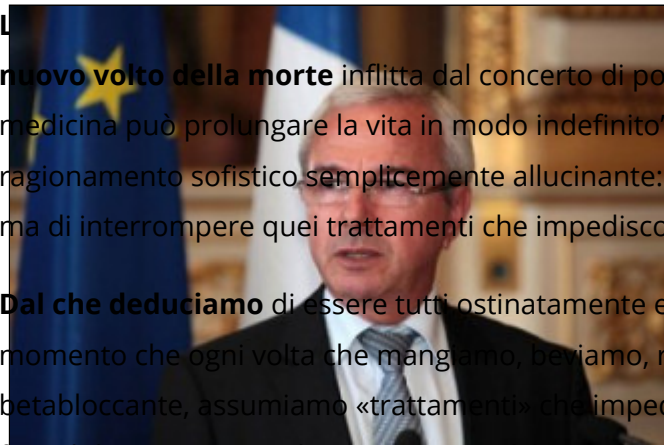 nuovo volto della morte inflitta dal concerto di po
medicina può prolungare la vita in modo indefinito"
ragionamento sofistico semplicemente allucinante:
ma di interrompere quei trattamenti che impedisco
Dal che deduciamo di essere tutti ostinatamente e
momento che ogni volta che mangiamo, beviamo,
betabloccante, assumiamo «trattamenti» che imped